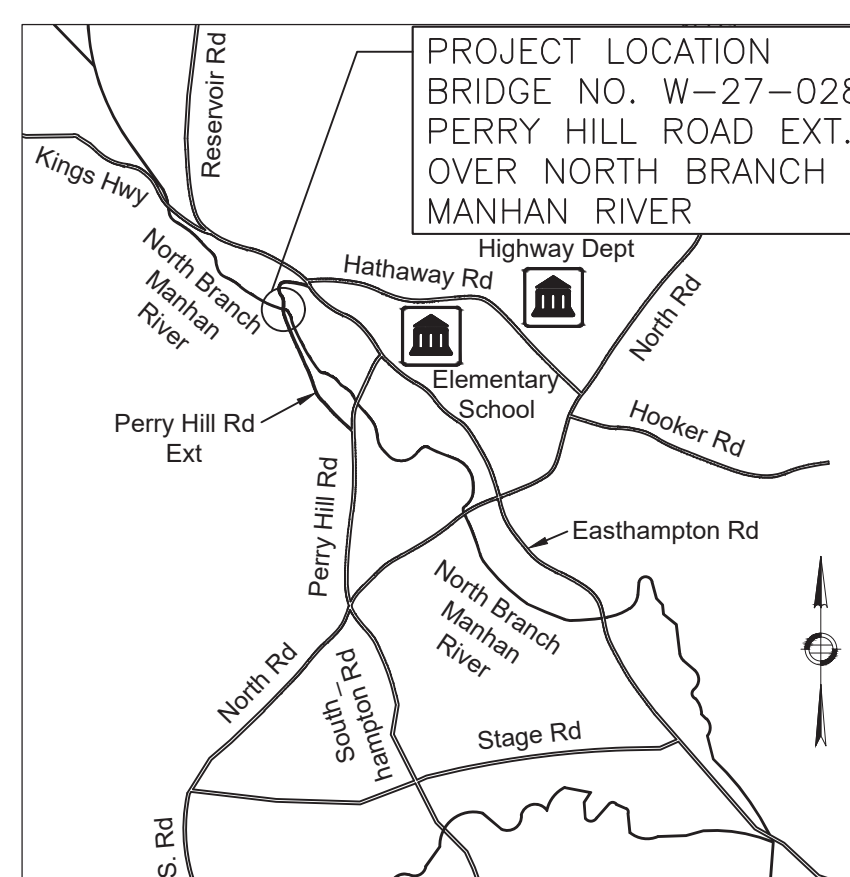 PROJECT LOCATION
BRIDGE NO. W-27-028
PERRY HILL ROAD EXT.
OVER NORTH BRANCH
MANHAN RIVER
Reservoir Rd
Kings Hwy
North Branch
Manhan
River
Hathaway Rd
Highway Dept
North Rd
Elementary
School
Hooker Rd
Perry Hill Rd
Ext
Perry Hill Rd
Easthampton Rd
North Branch
Manhan
River
North Rd
South_
hampton Rd
Stage Rd
S. Rd